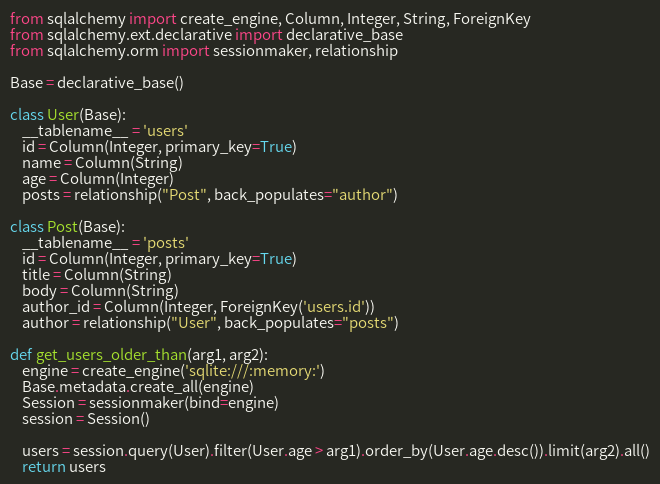 from sqlalchemy import create_engine, Column, Integer, String, ForeignKey
from sqlalchemy.ext.declarative import declarative_base
from sqlalchemy.orm import sessionmaker, relationship

Base = declarative_base()

class User(Base):
    __tablename__ = 'users'
    id = Column(Integer, primary_key=True)
    name = Column(String)
    age = Column(Integer)
    posts = relationship("Post", back_populates="author")

class Post(Base):
    __tablename__ = 'posts'
    id = Column(Integer, primary_key=True)
    title = Column(String)
    body = Column(String)
    author_id = Column(Integer, ForeignKey('users.id'))
    author = relationship("User", back_populates="posts")

def get_users_older_than(arg1, arg2):
    engine = create_engine('sqlite:///:memory:')
    Base.metadata.create_all(engine)
    Session = sessionmaker(bind=engine)
    session = Session()

    users = session.query(User).filter(User.age > arg1).order_by(User.age.desc()).limit(arg2).all()
    return users